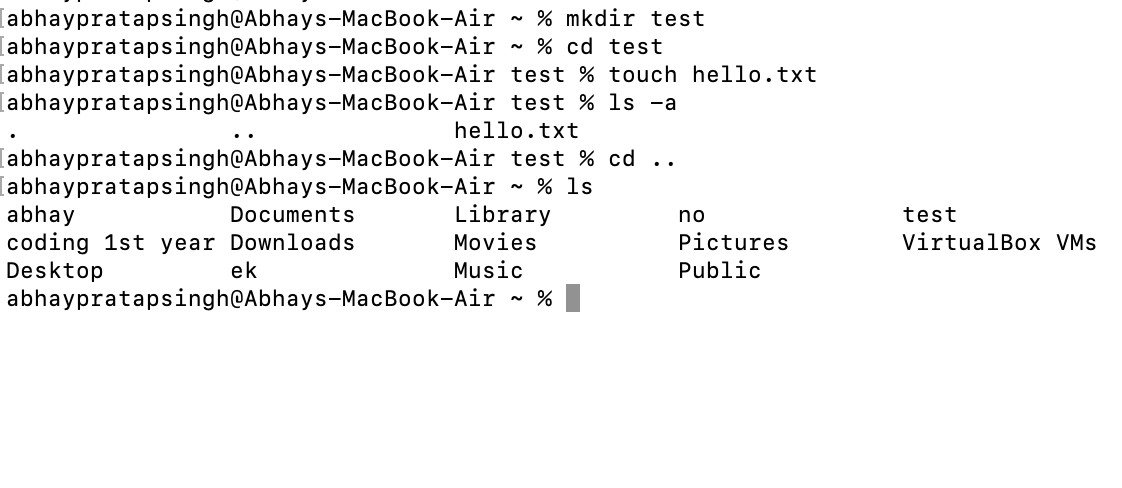 [abhaypratapsingh@Abhays-MacBook-Air ~ % mkdir test
[abhaypratapsingh@Abhays-MacBook-Air ~ % cd test
[abhaypratapsingh@Abhays-MacBook-Air test % touch hello.txt
[abhaypratapsingh@Abhays-MacBook-Air test % ls -a
. .. hello.txt
[abhaypratapsingh@Abhays-MacBook-Air test % cd ..
[abhaypratapsingh@Abhays-MacBook-Air ~ % ls
abhay Documents Library no test
coding 1st year Downloads Movies Pictures VirtualBox VMs
Desktop ek Music Public
abhaypratapsingh@Abhays-MacBook-Air ~ %